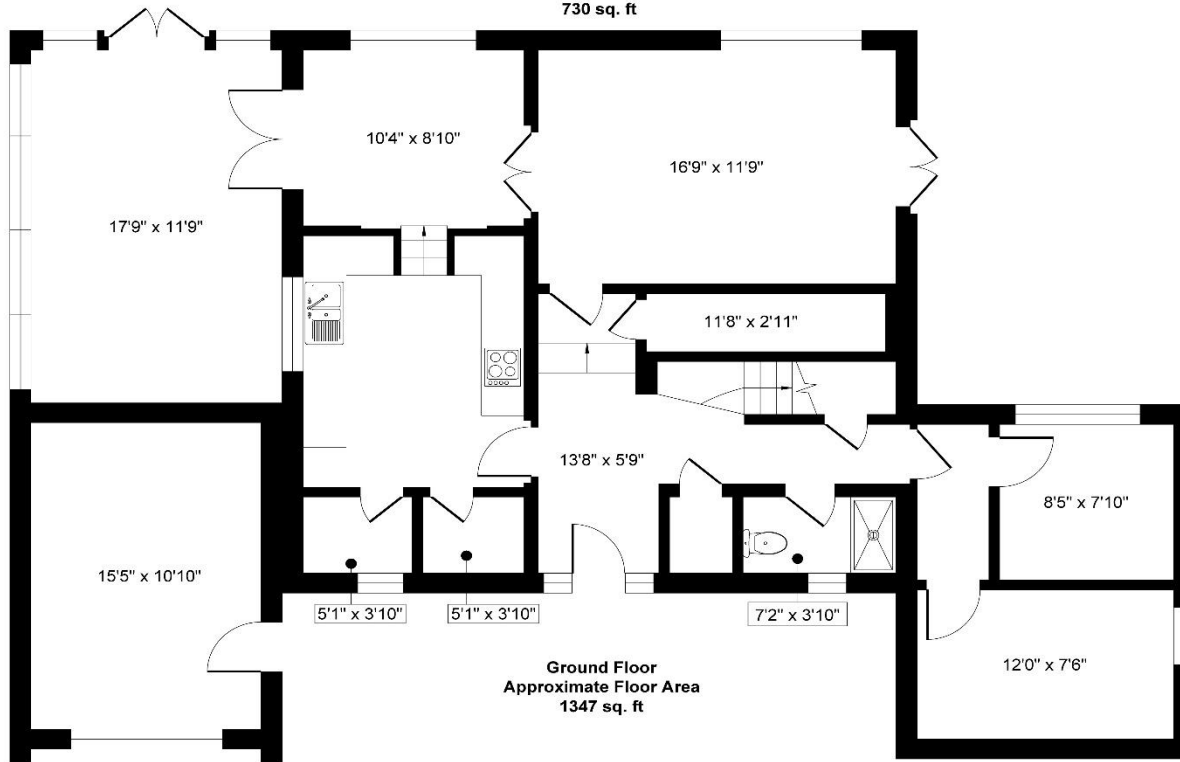 730 sq. ft
10'4" x 8'10"
16'9" x 11'9"
17'9" x 11'9"
11'8" x 2'11"
13'8" x 5'9"
8'5" x 7'10"
15'5" x 10'10"
5'1" x 3'10"
5'1" x 3'10"
7'2" x 3'10"
12'0" x 7'6"
Ground Floor
Approximate Floor Area
1347 sq. ft